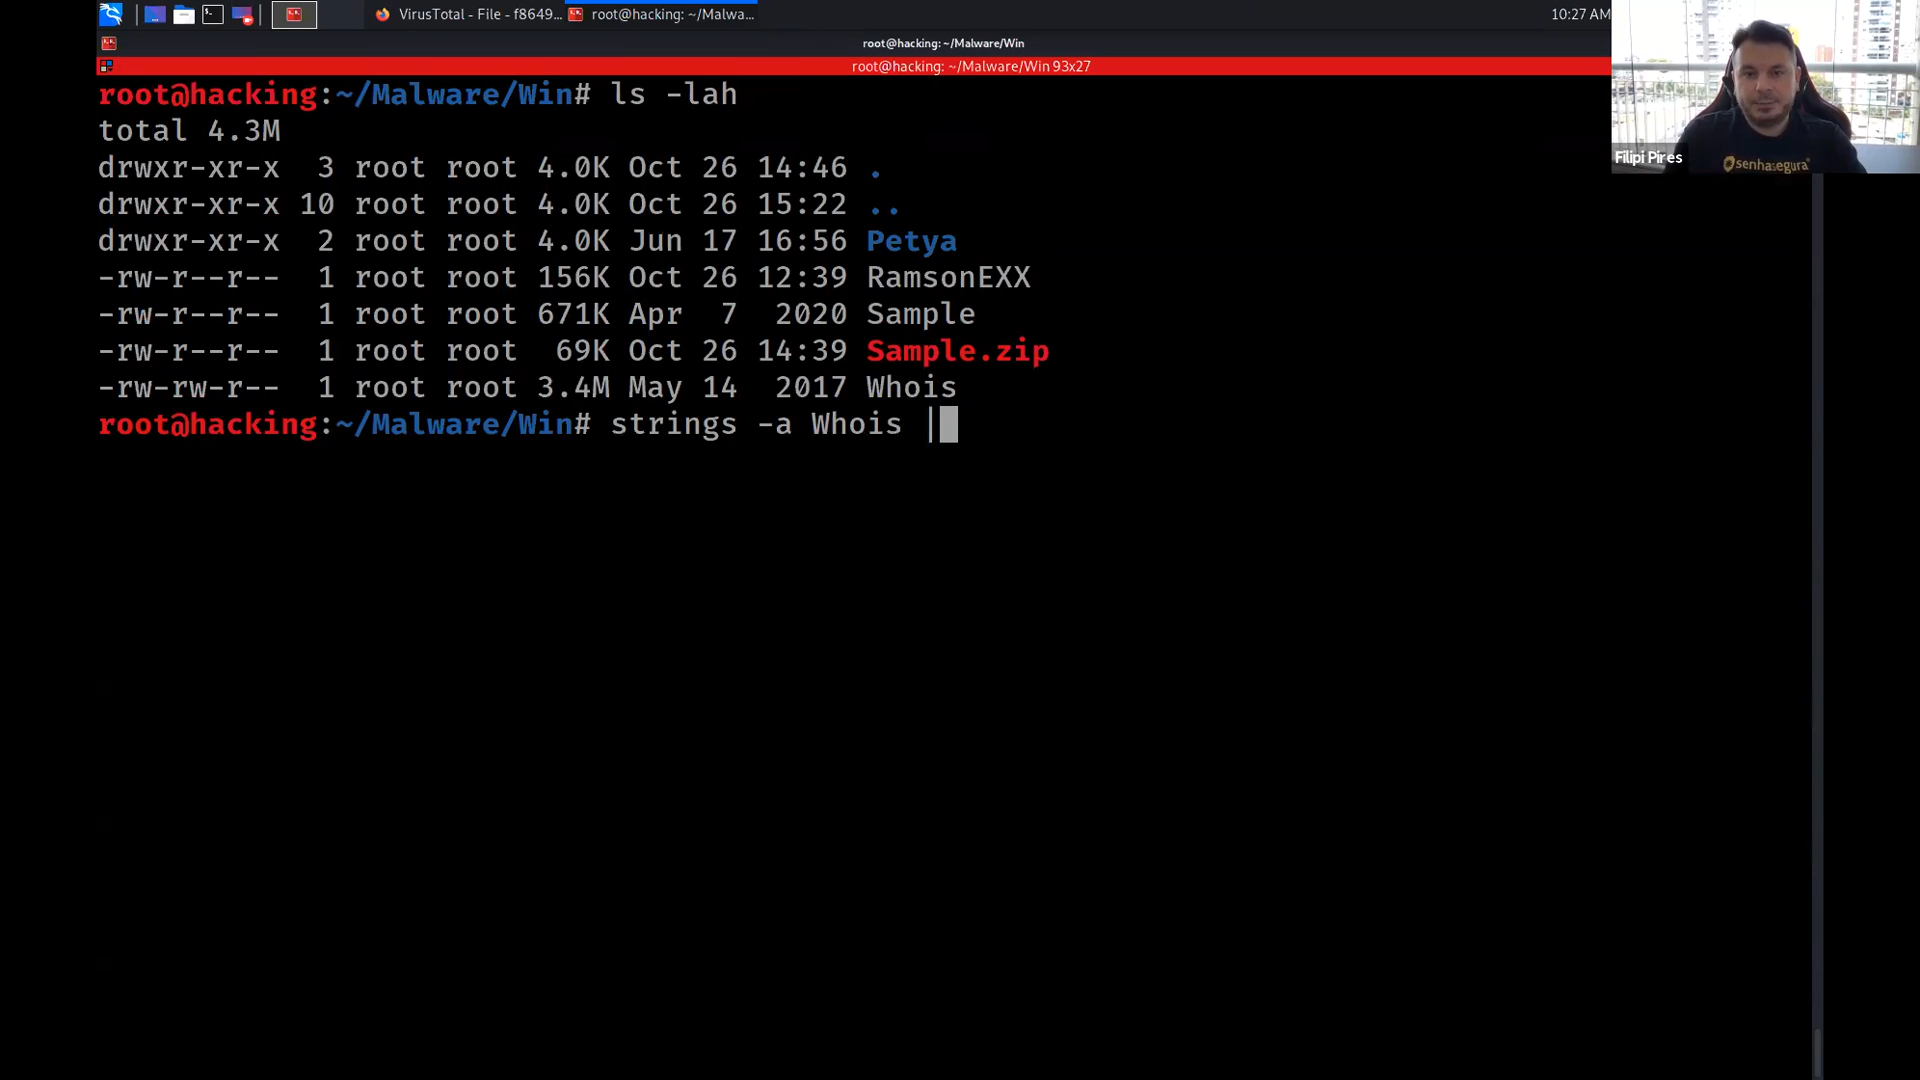 VirusTotal - File - f8649...
root@hacking: ~/Malwa...
10:27 AM
root@hacking: ~/Malware/Win
root@hacking: ~/Malware/Win 93x27
root@hacking:~/Malware/Win# ls -lah
total 4.3M
drwxr-xr-x  3 root root 4.0K Oct 26 14:46 .
drwxr-xr-x 10 root root 4.0K Oct 26 15:22 ..
drwxr-xr-x  2 root root 4.0K Jun 17 16:56 Petya
-rw-r--r--  1 root root 156K Oct 26 12:39 RamsonEXX
-rw-r--r--  1 root root 671K Apr  7  2020 Sample
-rw-r--r--  1 root root  69K Oct 26 14:39 Sample.zip
-rw-rw-r--  1 root root 3.4M May 14  2017 Whois
root@hacking:~/Malware/Win# strings -a Whois |
senhasegura
Filipi Pires